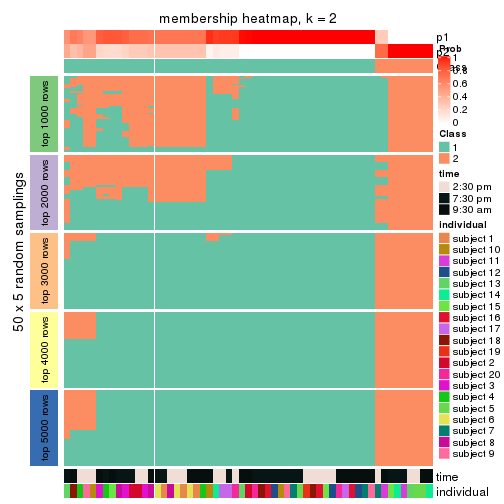 membership heatmap, k = 2
p1
p2
Class
Prob
1
0.8
0.6
0.4
0.2
0
Class
1
2
time
2:30 pm
7:30 pm
9:30 am
individual
subject 1
subject 10
subject 11
subject 12
subject 13
subject 14
subject 15
subject 16
subject 17
subject 18
subject 19
subject 2
subject 20
subject 3
subject 4
subject 5
subject 6
subject 7
subject 8
subject 9
50 x 5 random samplings
top 1000 rows
top 2000 rows
top 3000 rows
top 4000 rows
top 5000 rows
time
individual